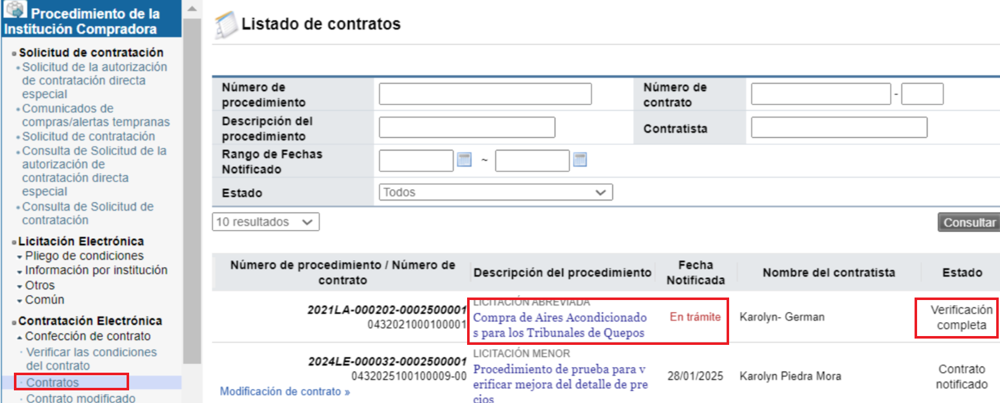 Procedimiento de la
Institución Compradora
Solicitud de contratación
Solicitud de la autorización
de contratación directa
especial
Comunicados de
compras/alertas tempranas
Solicitud de contratación
Consulta de Solicitud de la
autorización de
contratación directa
especial
Consulta de Solicitud de
contratación
Licitación Electrónica
Pliego de condiciones
Información por institución
Otros
Común
Contratación Electrónica
Confección de contrato
Verificar las condiciones
del contrato
Contratos
Contrato modificado
Listado de contratos
Número de
procedimiento
Número de
contrato
-
Descripción del
procedimiento
Contratista
Rango de Fechas
Notificado
~
Estado
Todos
10 resultados
Consultar
Número de procedimiento / Número de
contrato
Descripción del procedimiento
Fecha
Notificada
Nombre del contratista
Estado
2021LA-000202-0002500001
0432021000100001
LICITACIÓN ABREVIADA
Compra de Aires Acondicionado
s para los Tribunales de Quepos
En trámite
Karolyn- German
Verificación
completa
2024LE-000032-0002500001
0432025100100009-00
Modificación de contrato »
LICITACIÓN MENOR
Procedimiento de prueba para v
erificar mejora del detalle de pre
cios
28/01/2025
Karolyn Piedra Mora
Contrato
notificado